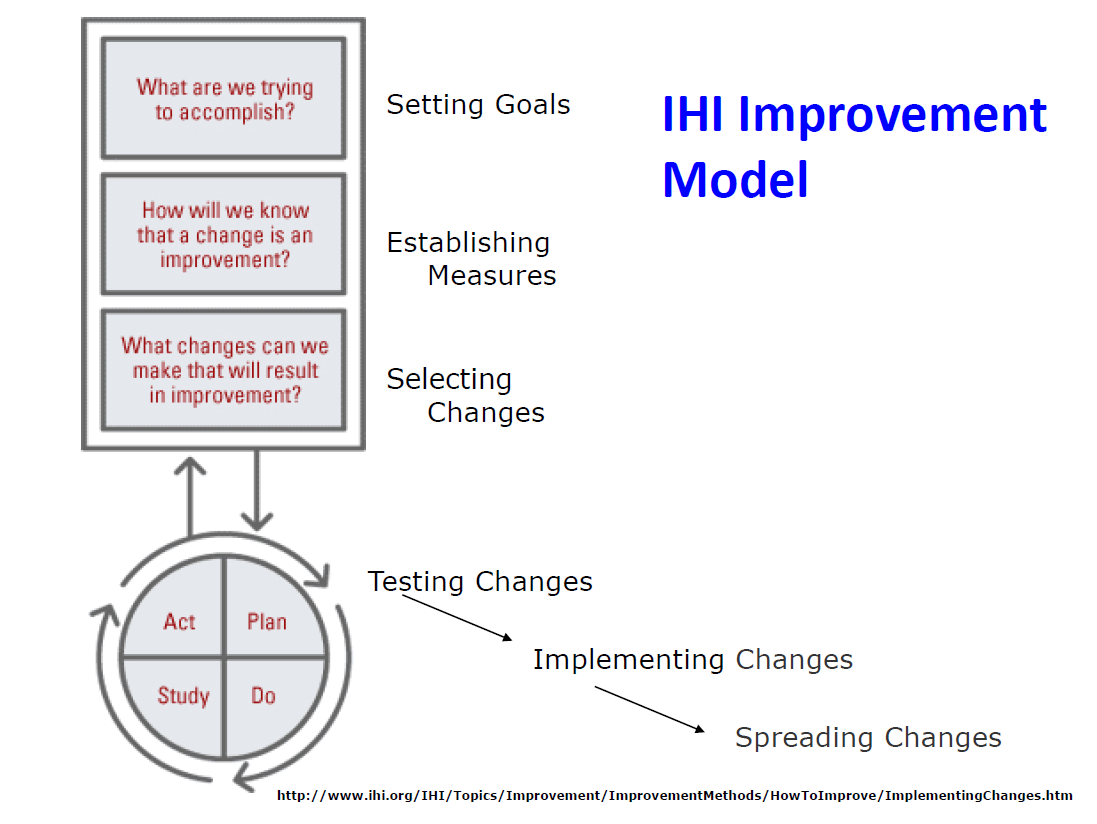 What are we trying
to accomplish?
Setting Goals
IHI Improvement
Model
How will we know
that a change is an
improvement?
Establishing
Measures
What changes can we
make that will result
in improvement?
Selecting
Changes
Testing Changes
Act
Plan
Implementing Changes
Study
Do
Spreading Changes
http://www.ihi.org/IHI/Topics/Improvement/ImprovementMethods/HowToImprove/ImplementingChanges.htm